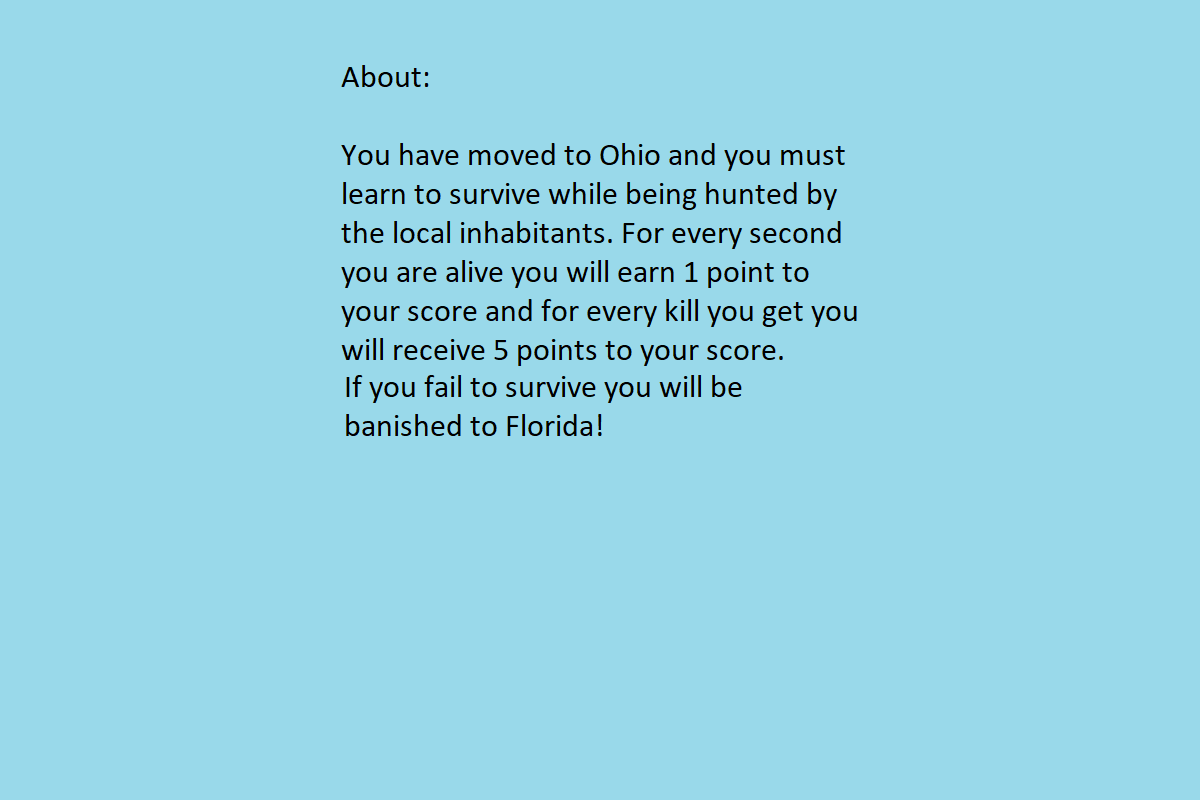 About:
You have moved to Ohio and you must
learn to survive while being hunted by
the local inhabitants. For every second
you are alive you will earn 1 point to
your score and for every kill you get you
will receive 5 points to your score.
If you fail to survive you will be
banished to Florida!